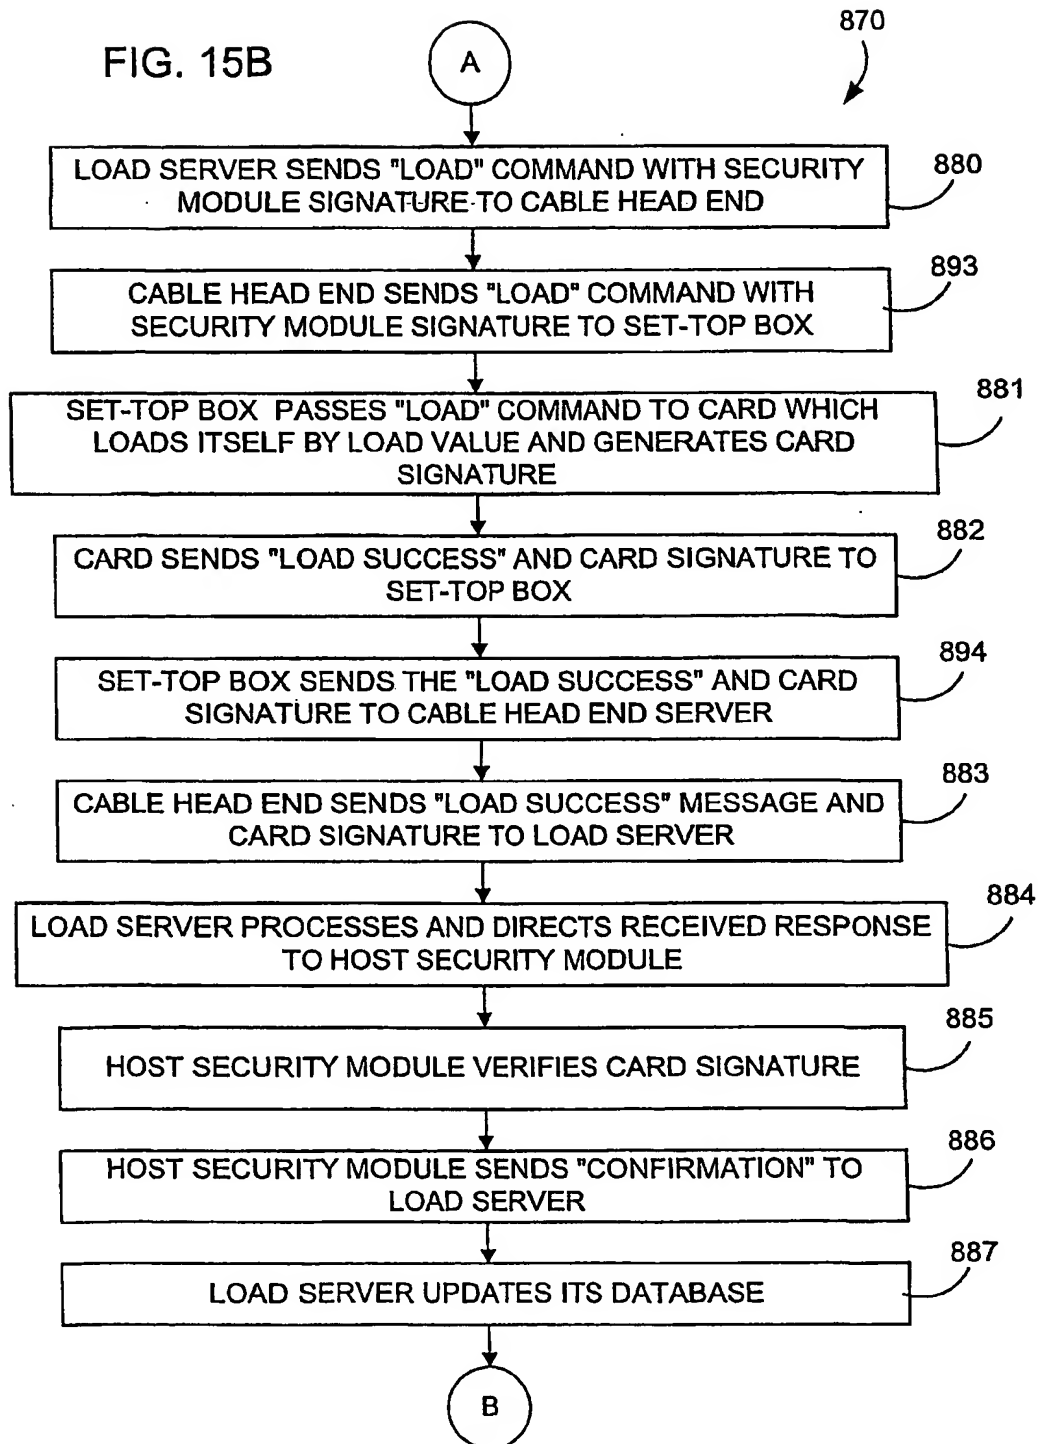 870
FIG. 15B
A
LOAD SERVER SENDS "LOAD" COMMAND WITH SECURITY
MODULE SIGNATURE TO CABLE HEAD END
880
CABLE HEAD END SENDS "LOAD" COMMAND WITH
SECURITY MODULE SIGNATURE TO SET-TOP BOX
893
SET-TOP BOX PASSES "LOAD" COMMAND TO CARD WHICH
LOADS ITSELF BY LOAD VALUE AND GENERATES CARD
SIGNATURE
881
CARD SENDS "LOAD SUCCESS" AND CARD SIGNATURE TO
SET-TOP BOX
882
SET-TOP BOX SENDS THE "LOAD SUCCESS" AND CARD
SIGNATURE TO CABLE HEAD END SERVER
894
CABLE HEAD END SENDS "LOAD SUCCESS" MESSAGE AND
CARD SIGNATURE TO LOAD SERVER
883
LOAD SERVER PROCESSES AND DIRECTS RECEIVED RESPONSE
TO HOST SECURITY MODULE
884
HOST SECURITY MODULE VERIFIES CARD SIGNATURE
885
HOST SECURITY MODULE SENDS "CONFIRMATION" TO
LOAD SERVER
886
LOAD SERVER UPDATES ITS DATABASE
887
B